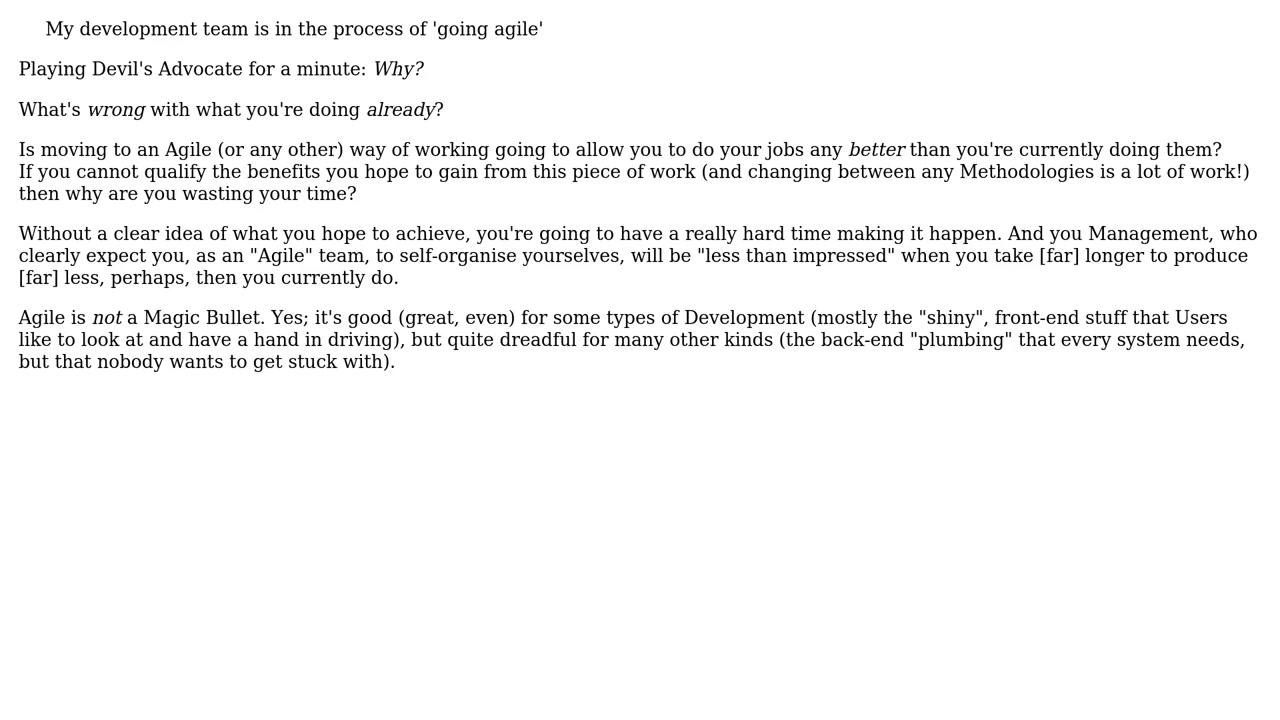 My development team is in the process of 'going agile'
Playing Devil's Advocate for a minute: Why?
What's wrong with what you're doing already?
Is moving to an Agile (or any other) way of working going to allow you to do your jobs any better than you're currently doing them?
If you cannot qualify the benefits you hope to gain from this piece of work (and changing between any Methodologies is a lot of work!)
then why are you wasting your time?
Without a clear idea of what you hope to achieve, you're going to have a really hard time making it happen. And you Management, who
clearly expect you, as an "Agile" team, to self-organise yourselves, will be "less than impressed" when you take [far] longer to produce
[far] less, perhaps, then you currently do.
Agile is not a Magic Bullet. Yes; it's good (great, even) for some types of Development (mostly the "shiny", front-end stuff that Users
like to look at and have a hand in driving), but quite dreadful for many other kinds (the back-end "plumbing" that every system needs,
but that nobody wants to get stuck with).